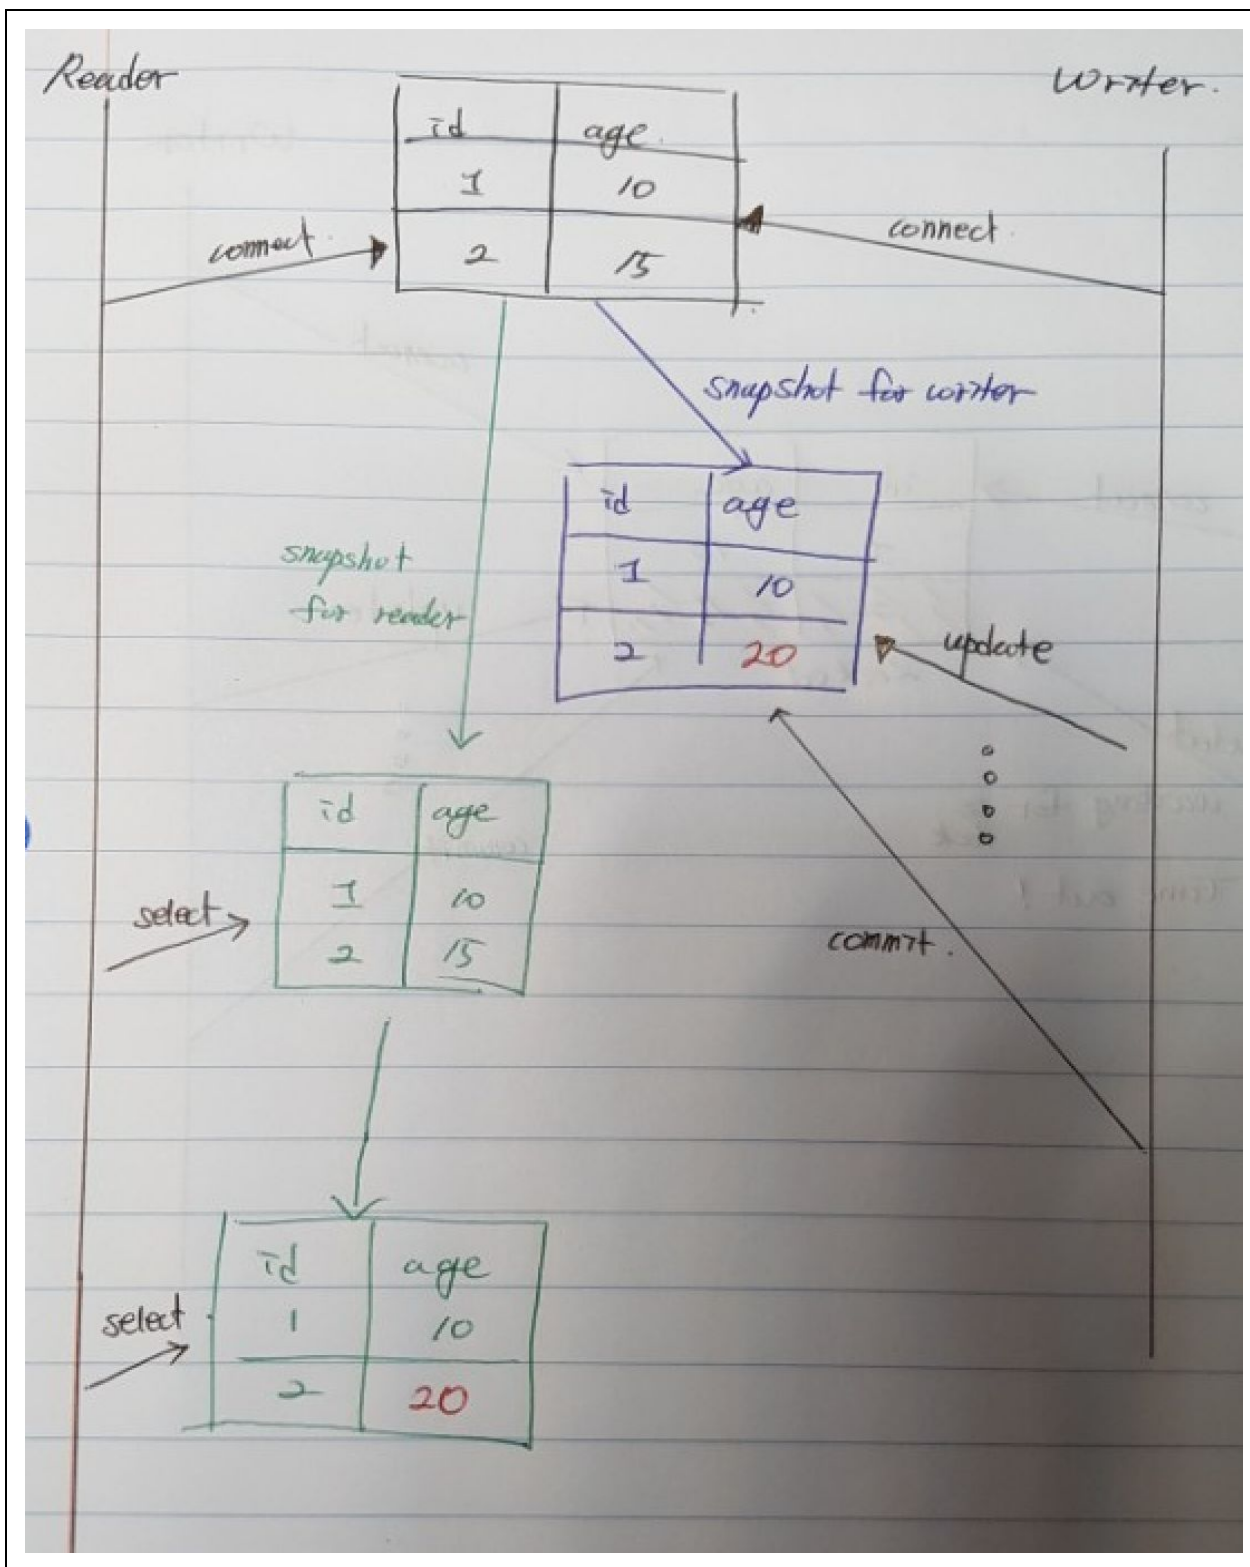 Reader
Writer.
id age.
1 10
2 15
connect.
connect.
snapshot for writer
id age
1 10
2 20
snapshot
for reader
update
id age
1 10
2 15
select
commit.
id age
1 10
2 20
select